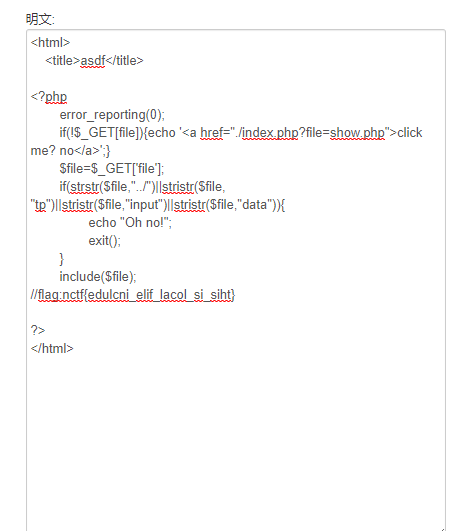 明文:
<html>
<title>asdf</title>
<?php
error_reporting(0);
if(!$_GET[file]){echo '<a href="./index.php?file=show.php">click
me? no</a>';}
$file=$_GET['file'];
if(strstr($file,"../")||stristr($file,
"tp")||stristr($file,"input")||stristr($file,"data")){
echo "Oh no!";
exit();
}
include($file);
//flag:nctf{edulcni_elif_lacol_si_siht}
?>
</html>